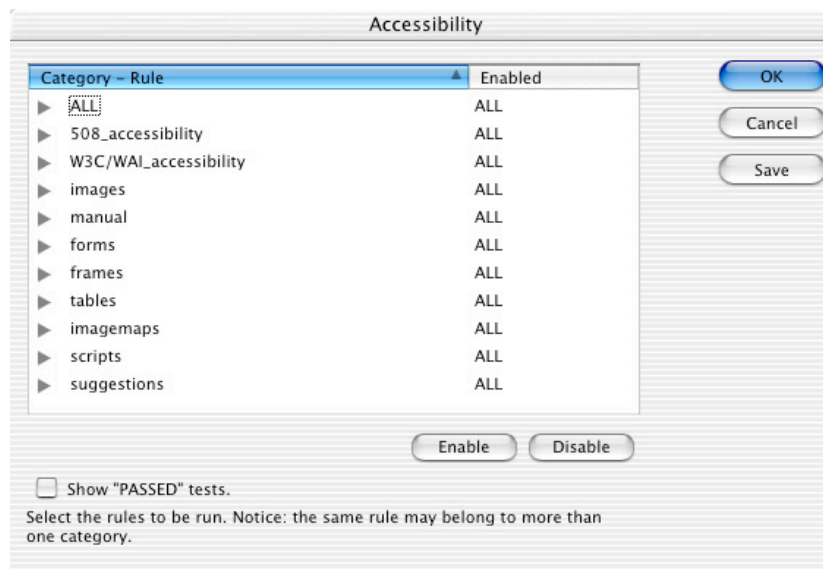 Accessibility
Category – Rule Enabled
ALL ALL
508_accessibility ALL
W3C/WAI_accessibility ALL
images ALL
manual ALL
forms ALL
frames ALL
tables ALL
imagemaps ALL
scripts ALL
suggestions ALL
OK
Cancel
Save
Enable Disable
Show "PASSED" tests.
Select the rules to be run. Notice: the same rule may belong to more than
one category.